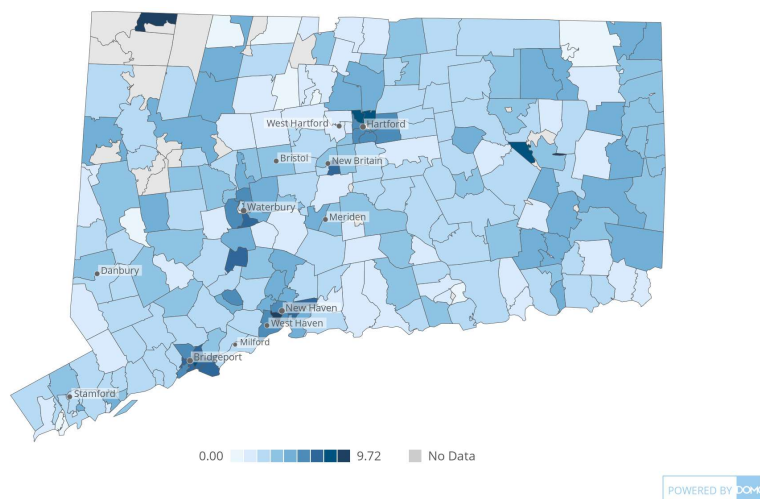 West Hartford
Hartford
Bristol
New Britain
Waterbury
Meriden
Danbury
New Haven
West Haven
Milford
Bridgeport
Stamford
0.00 9.72 No Data
POWERED BY DOMO